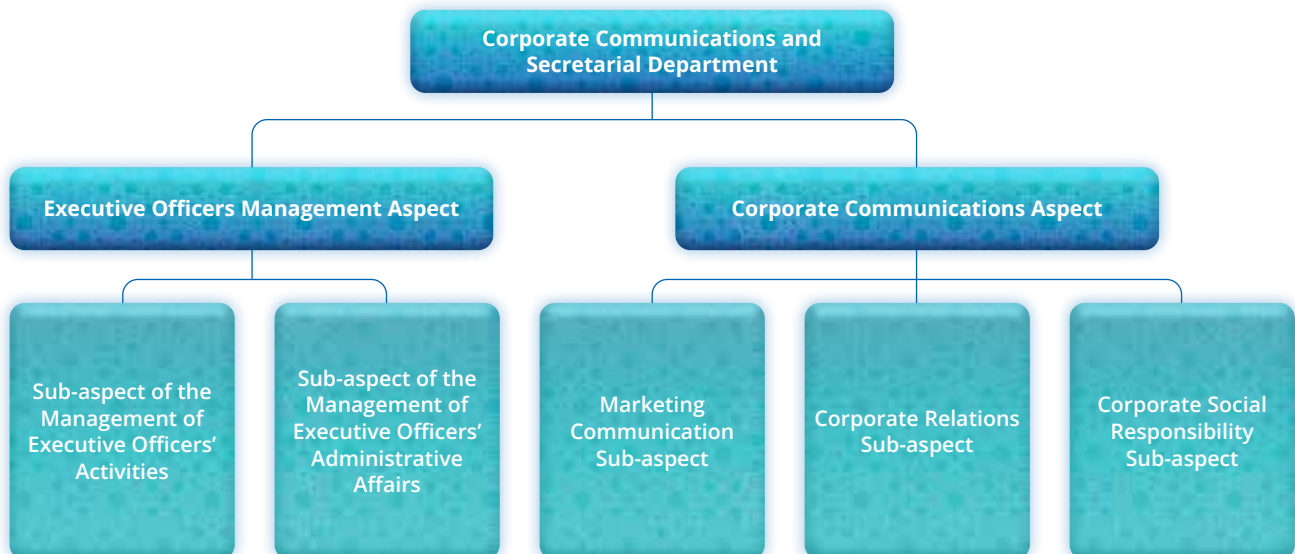 Corporate Communications and
Secretarial Department
Executive Officers Management Aspect
Corporate Communications Aspect
Sub-aspect of the
Management of
Executive Officers’
Activities
Sub-aspect of the
Management of
Executive Officers’
Administrative
Affairs
Marketing
Communication
Sub-aspect
Corporate Relations
Sub-aspect
Corporate Social
Responsibility
Sub-aspect